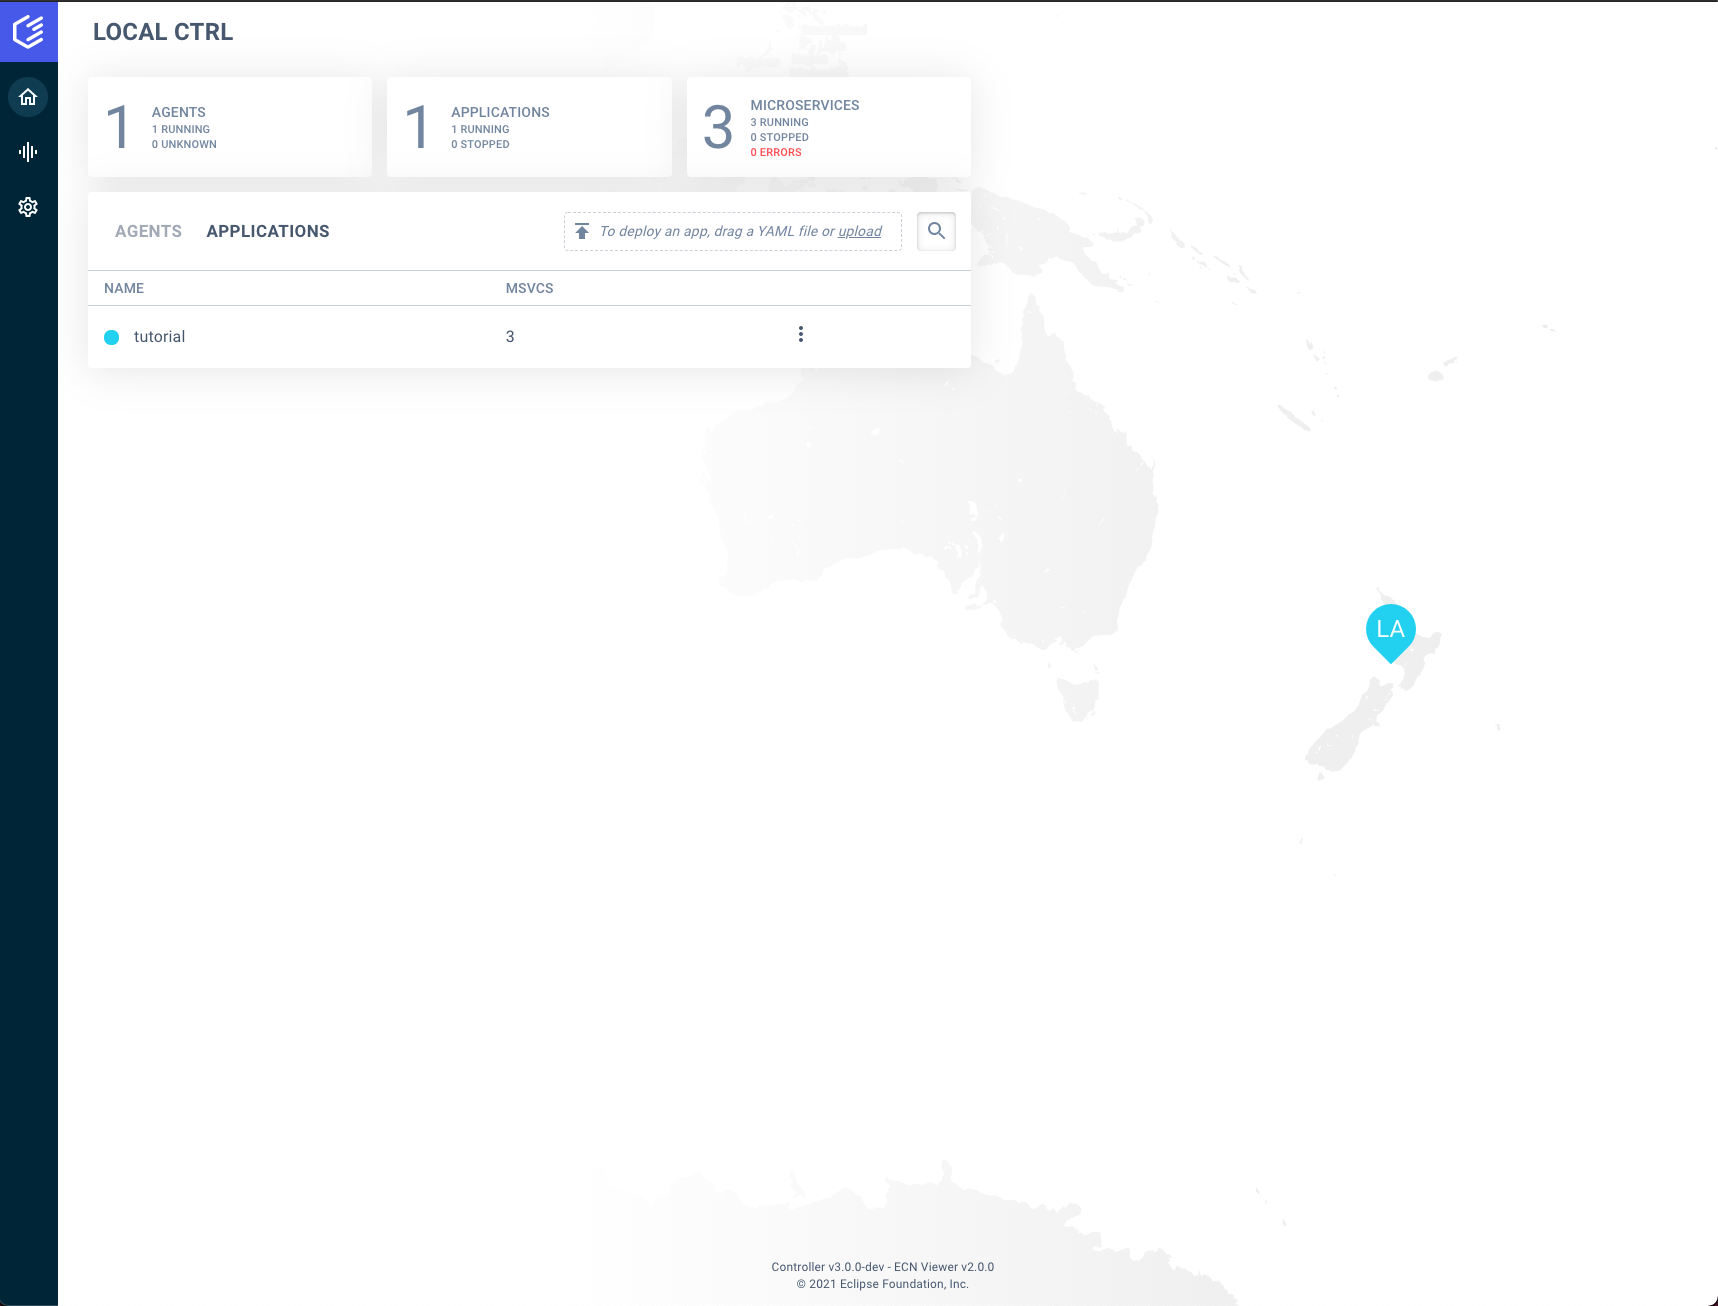 LOCAL CTRL
1
AGENTS
1 RUNNING
0 UNKNOWN
1
APPLICATIONS
1 RUNNING
0 STOPPED
3
MICROSERVICES
3 RUNNING
0 STOPPED
0 ERRORS
AGENTS APPLICATIONS
To deploy an app, drag a YAML file or upload
NAME MSVCS
tutorial 3
LA
Controller v3.0.0-dev - ECN Viewer v2.0.0
© 2021 Eclipse Foundation, Inc.